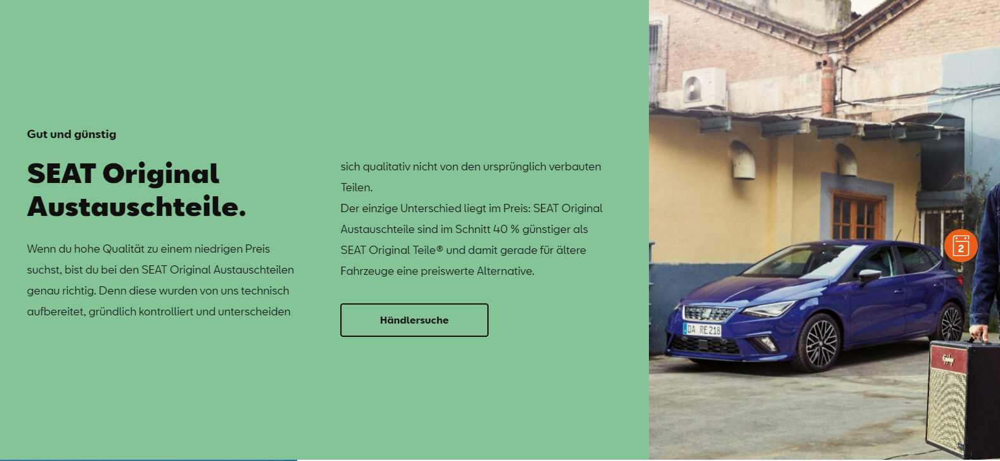 Gut und günstig
SEAT Original
Austauschteile.
Wenn du hohe Qualität zu einem niedrigen Preis
suchst, bist du bei den SEAT Original Austauschteilen
genau richtig. Denn diese wurden von uns technisch
aufbereitet, gründlich kontrolliert und unterscheiden
sich qualitativ nicht von den ursprünglich verbauten
Teilen.
Der einzige Unterschied liegt im Preis: SEAT Original
Austauschteile sind im Schnitt 40 % günstiger als
SEAT Original Teile® und damit gerade für ältere
Fahrzeuge eine preiswerte Alternative.
Händlersuche
2
DA RE 218
Epiphone